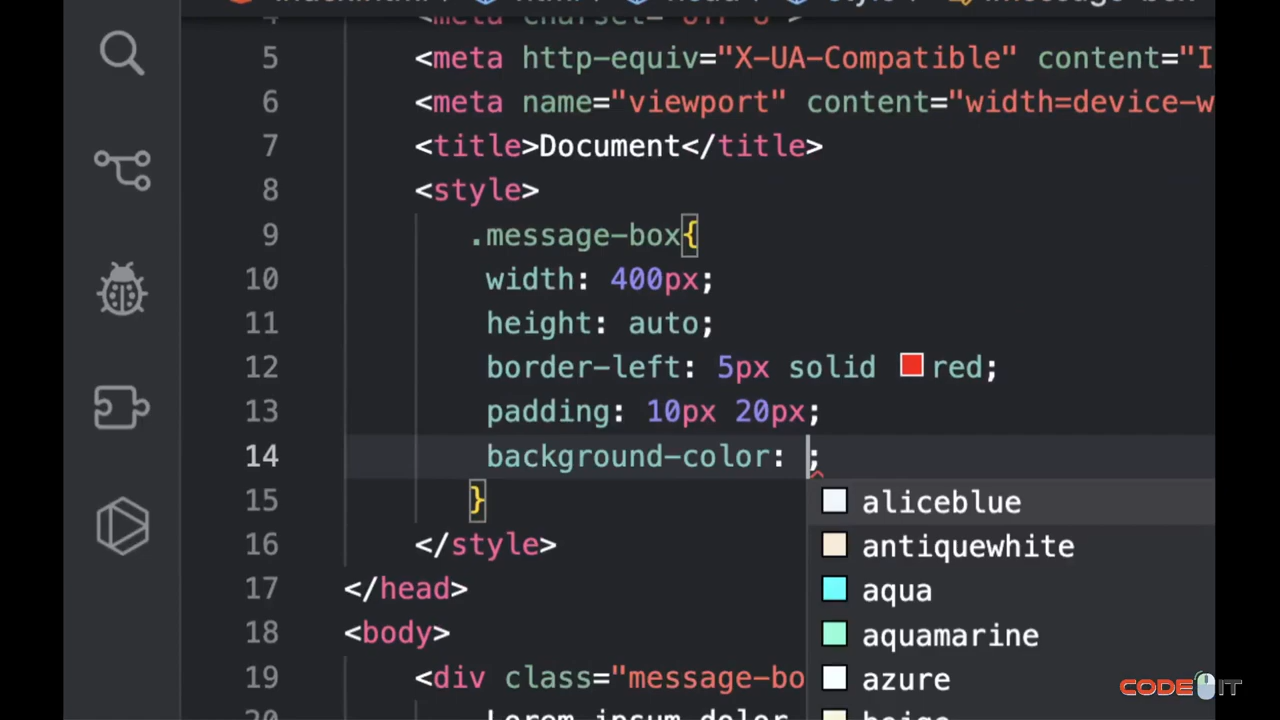 5 <meta http-equiv="X-UA-Compatible" content="I
6 <meta name="viewport" content="width=device-w
7 <title>Document</title>
8 <style>
9 .message-box{
10 width: 400px;
11 height: auto;
12 border-left: 5px solid red;
13 padding: 10px 20px;
14 background-color: ;
15 }
aliceblue
16 </style>
antiquewhite
17 </head>
aqua
18 <body>
aquamarine
19 <div class="message-bo
azure
CODE IT